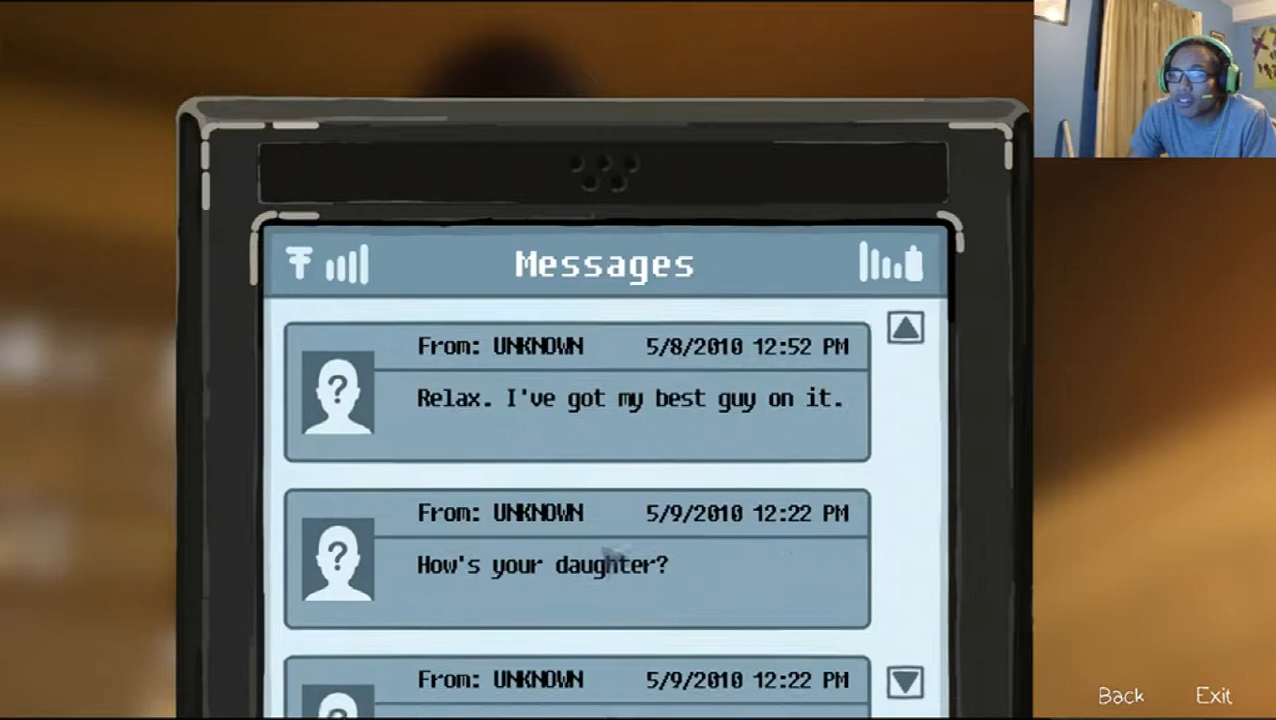 Messages
From: UNKNOWN 5/8/2010 12:52 PM
Relax. I've got my best guy on it.
From: UNKNOWN 5/9/2010 12:22 PM
How's your daughter?
From: UNKNOWN 5/9/2010 12:22 PM
Back Exit